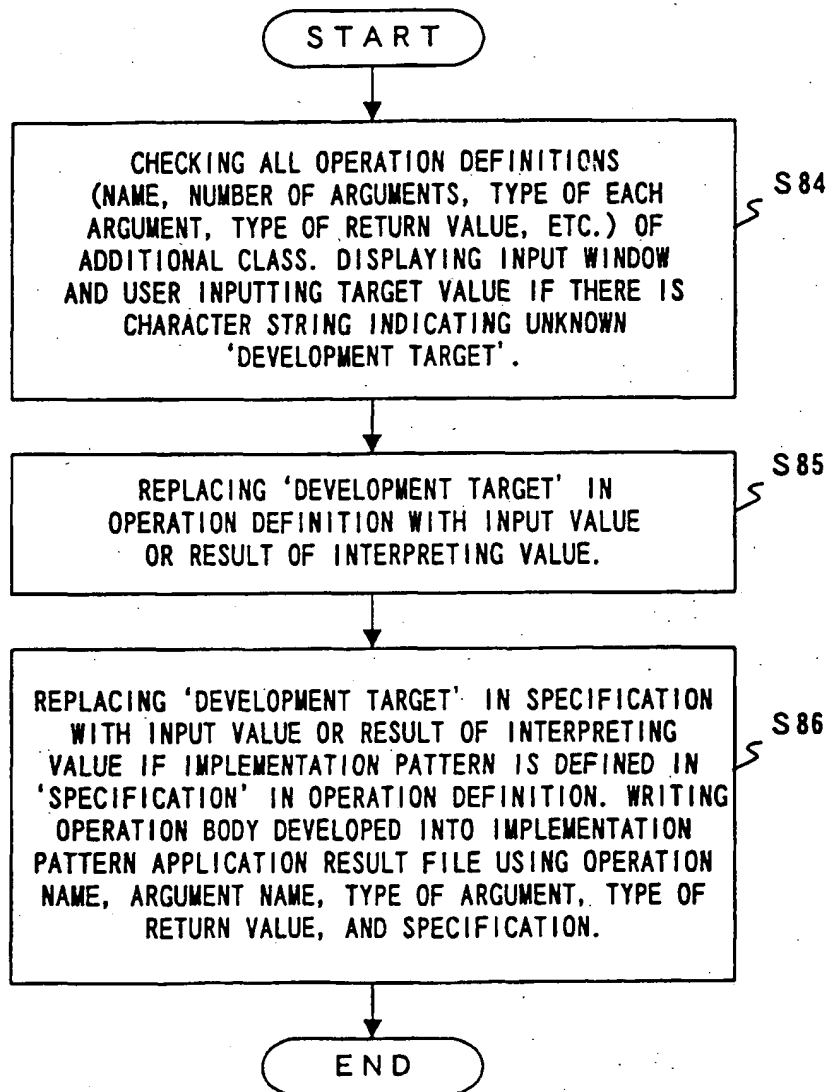 START
CHECKING ALL OPERATION DEFINITIONS
(NAME, NUMBER OF ARGUMENTS, TYPE OF EACH
ARGUMENT, TYPE OF RETURN VALUE, ETC.) OF
ADDITIONAL CLASS. DISPLAYING INPUT WINDOW
AND USER INPUTTING TARGET VALUE IF THERE IS
CHARACTER STRING INDICATING UNKNOWN
'DEVELOPMENT TARGET'.
S84
REPLACING 'DEVELOPMENT TARGET' IN
OPERATION DEFINITION WITH INPUT VALUE
OR RESULT OF INTERPRETING VALUE.
S85
REPLACING 'DEVELOPMENT TARGET' IN SPECIFICATION
WITH INPUT VALUE OR RESULT OF INTERPRETING
VALUE IF IMPLEMENTATION PATTERN IS DEFINED IN
'SPECIFICATION' IN OPERATION DEFINITION. WRITING
OPERATION BODY DEVELOPED INTO IMPLEMENTATION
PATTERN APPLICATION RESULT FILE USING OPERATION
NAME, ARGUMENT NAME, TYPE OF ARGUMENT, TYPE OF
RETURN VALUE, AND SPECIFICATION.
S86
END